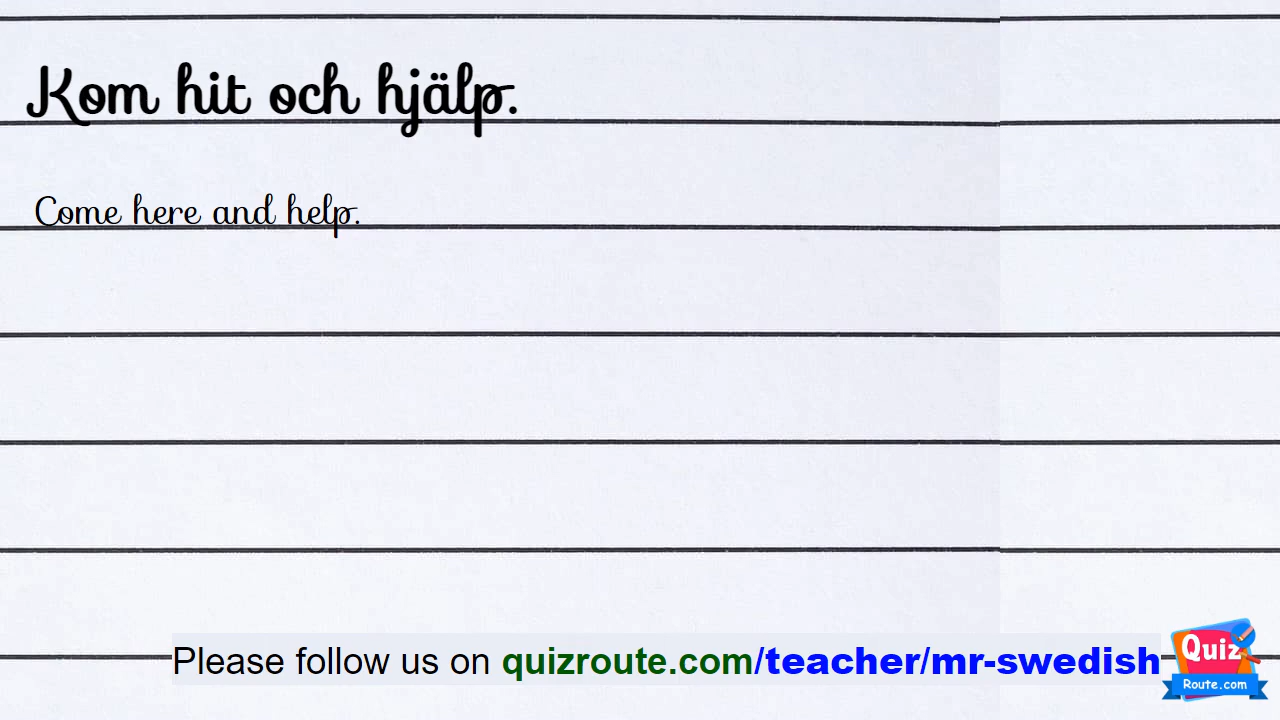 Kom hit och hjälp.
Come here and help.
Please follow us on quizroute.com/teacher/mr-swedish
Quiz
Route.com